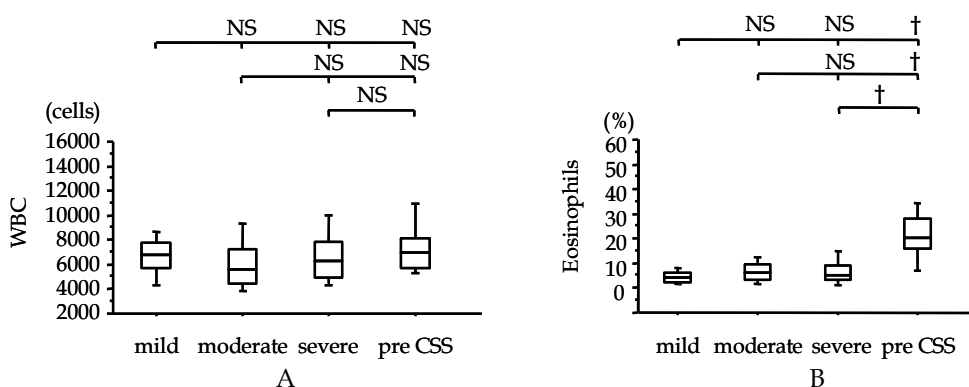 NS NS NS
NS NS
NS
(cells)
16000
14000
12000
10000
8000
6000
4000
2000
WBC
mild moderate severe pre CSS
A
NS NS †
NS †
†
(%)
60
50
40
30
20
10
0
Eosinophils
mild moderate severe pre CSS
B